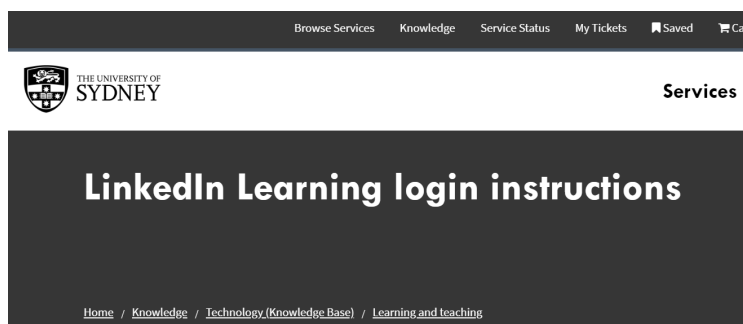 Browse Services Knowledge Service Status My Tickets Saved
THE UNIVERSITY OF
SYDNEY
Services
LinkedIn Learning login instructions
Home / Knowledge / Technology (Knowledge Base) / Learning and teaching